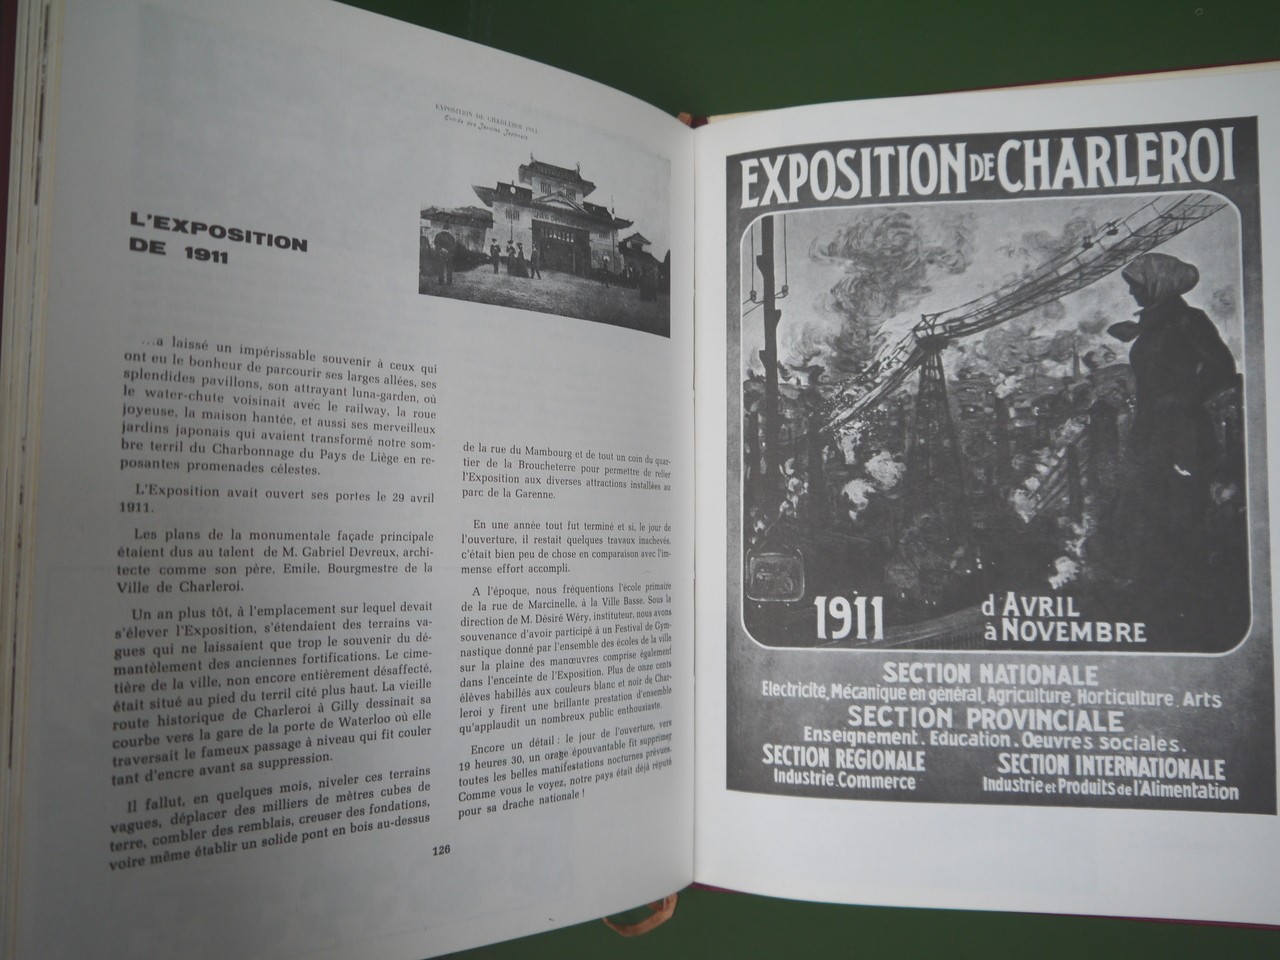 EXPOSITION DE CHARLEROI 1911
Entrée des Jardins Japonais
L'EXPOSITION
DE 1911
...a laissé un impérissable souvenir à ceux qui
ont eu le bonheur de parcourir ses larges allées, ses
splendides pavillons, son attrayant luna-garden, où
le water-chute voisinait avec le railway, la roue
joyeuse, la maison hantée, et aussi ses merveilleux
jardins japonais qui avaient transformé notre som-
bre terril du Charbonnage du Pays de Liège en re-
posantes promenades célestes.
L'Exposition avait ouvert ses portes le 29 avril
1911.
Les plans de la monumentale façade principale
étaient dus au talent de M. Gabriel Devreux, archi-
tecte comme son père, Emile, Bourgmestre de la
Ville de Charleroi.
Un an plus tôt, à l'emplacement sur lequel devait
s'élever l'Exposition, s'étendaient des terrains va-
gues qui ne laissaient que trop le souvenir du dé-
mantèlement des anciennes fortifications. Le cime-
tière de la ville, non encore entièrement désaffecté,
était situé au pied du terril cité plus haut. La vieille
route historique de Charleroi à Gilly dessinait sa
courbe vers la gare de la porte de Waterloo où elle
traversait le fameux passage à niveau qui fit couler
tant d'encre avant sa suppression.
Il fallut, en quelques mois, niveler ces terrains
vagues, déplacer des milliers de mètres cubes de
terre, combler des remblais, creuser des fondations,
voire même établir un solide pont en bois au-dessus
de la rue du Mambourg et de tout un coin du quar-
tier de la Broucheterre pour permettre de relier
l'Exposition aux diverses attractions installées au
parc de la Garenne.
En une année tout fut terminé et si, le jour de
l'ouverture, il restait quelques travaux inachevés,
c'était bien peu de chose en comparaison avec l'im-
mense effort accompli.
A l'époque, nous fréquentions l'école primaire
de la rue de Marcinelle, à la Ville Basse. Sous la
direction de M. Désiré Wéry, instituteur, nous avons
souvenance d'avoir participé à un Festival de Gym-
nastique donné par l'ensemble des écoles de la ville
sur la plaine des manœuvres comprise également
dans l'enceinte de l'Exposition. Plus de onze cents
élèves habillés aux couleurs blanc et noir de Char-
leroi y firent une brillante prestation d'ensemble
qu'applaudit un nombreux public enthousiaste.
Encore un détail : le jour de l'ouverture, vers
19 heures 30, un orage épouvantable fit supprimer
toutes les belles manifestations nocturnes prévues.
Comme vous le voyez, notre pays était déjà réputé
pour sa drache nationale !
126
EXPOSITION DE CHARLEROI
1911
d'AVRIL
à NOVEMBRE
SECTION NATIONALE
Electricité, Mécanique en général, Agriculture, Horticulture, Arts
SECTION PROVINCIALE
Enseignement. Education. Oeuvres sociales.
SECTION RÉGIONALE
Industrie. Commerce
SECTION INTERNATIONALE
Industrie et Produits de l'Alimentation